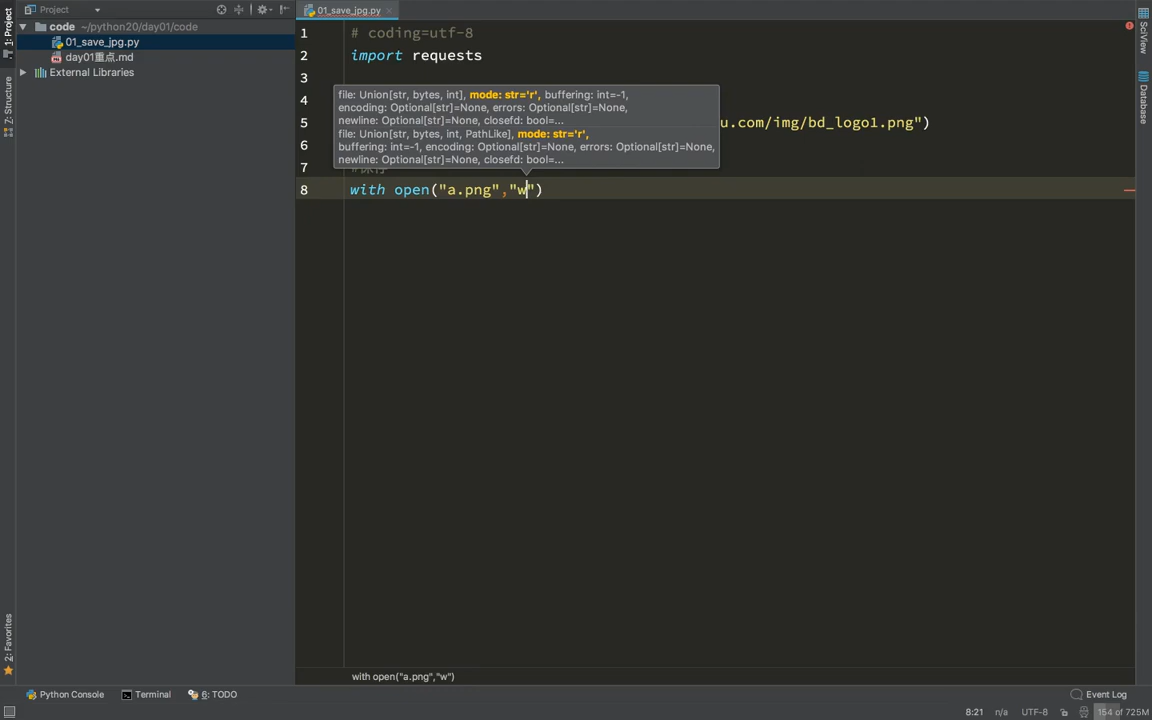 Project
01_save_jpg.py
code ~/python20/day01/code
01_save_jpg.py
day01重点.md
External Libraries
1: Project
7: Structure
2: Favorites
SciView
Database
1 # coding=utf-8
2 import requests
3
4
5 u.com/img/bd_logo1.png")
6
7 #保存
8 with open("a.png","w")
file: Union[str, bytes, int], mode: str='r', buffering: int=-1,
encoding: Optional[str]=None, errors: Optional[str]=None,
newline: Optional[str]=None, closefd: bool=...
file: Union[str, bytes, int, PathLike], mode: str='r',
buffering: int=-1, encoding: Optional[str]=None, errors: Optional[str]=None,
newline: Optional[str]=None, closefd: bool=...
with open("a.png","w")
Python Console
Terminal
6: TODO
Event Log
8:21 n/a UTF-8 154 of 725M